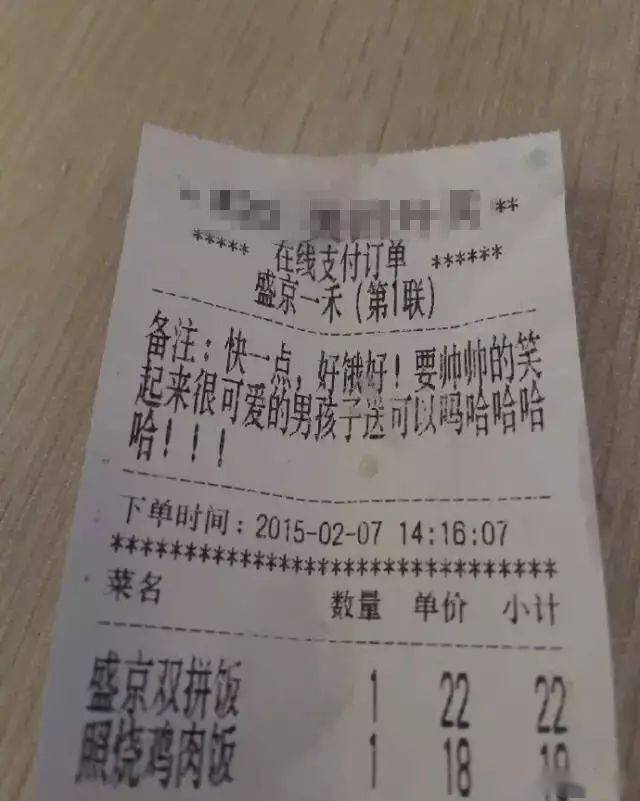 **
***** 在线支付订单 ******
盛京一禾(第1联)
备注:快一点,好饿好!要帅帅的笑
起来很可爱的男孩子送可以吗哈哈哈
哈!!!
下单时间:2015-02-07 14:16:07
********************************
菜名 数量 单价 小计
盛京双拼饭 1 22 22
照烧鸡肉饭 1 18